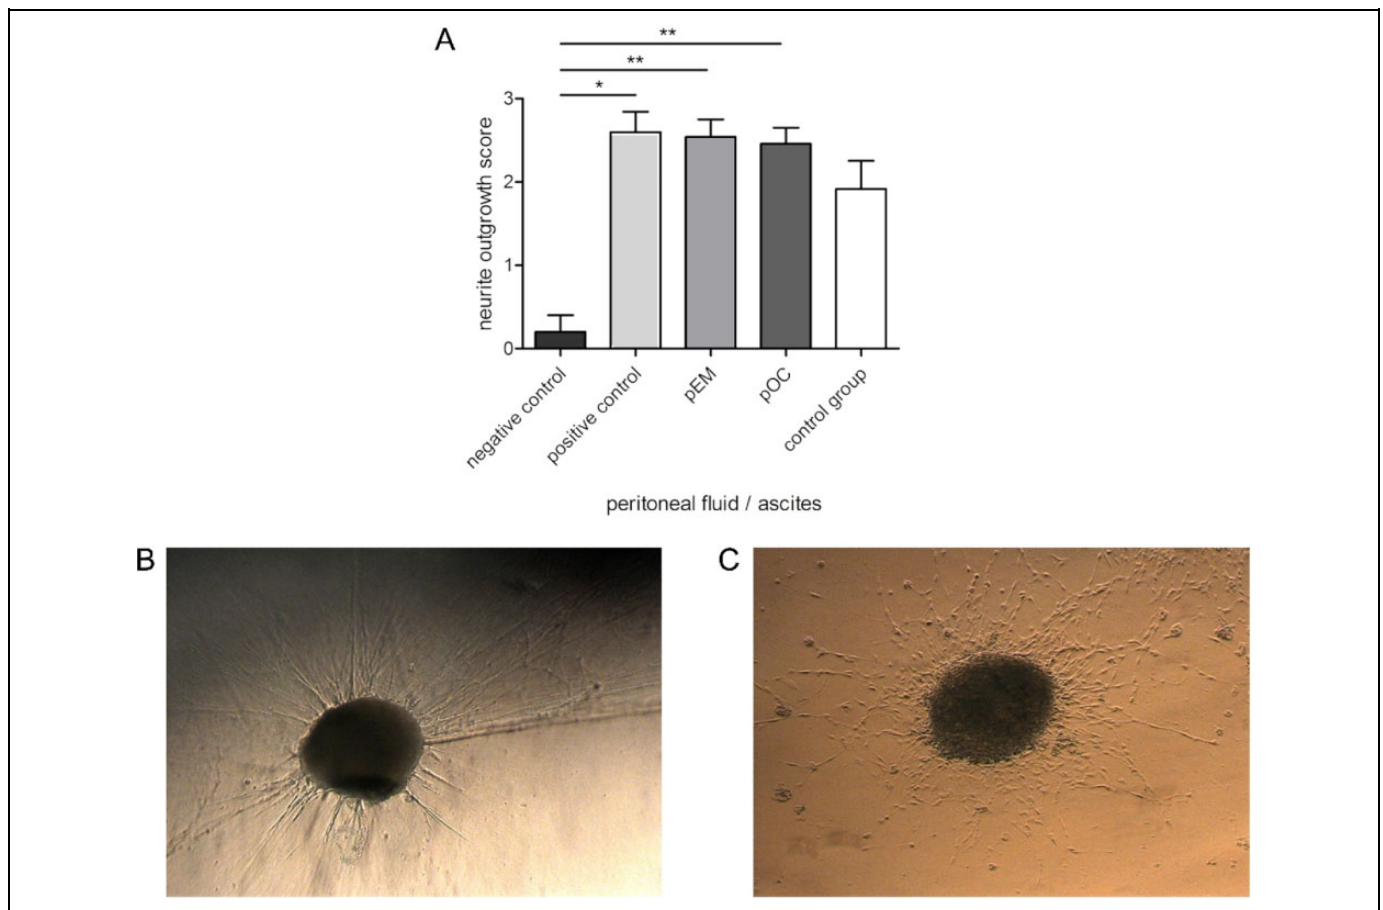 A
**
**
*
3
2
1
0
neurite outgrowth score
negative control
positive control
pEM
pOC
control group
peritoneal fluid / ascites
B
C